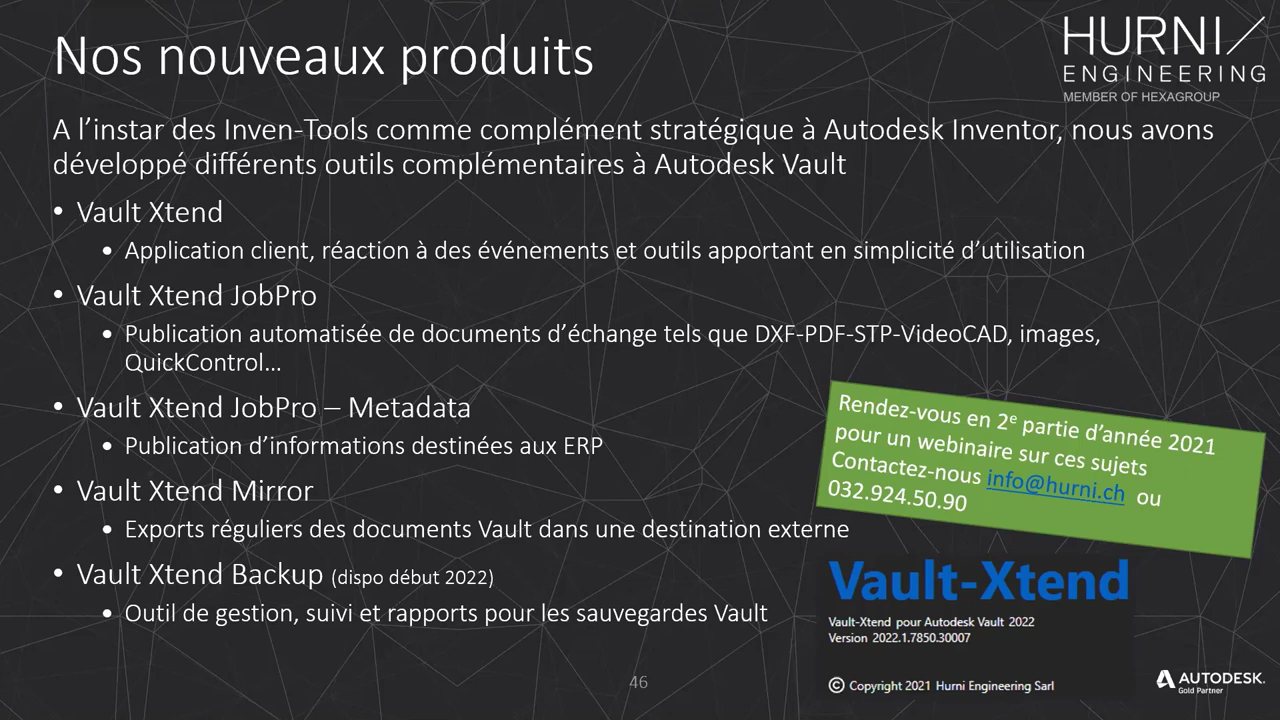 Nos nouveaux produits
HURNI
ENGINEERING
MEMBER OF HEXAGROUP
A l’instar des Inven-Tools comme complément stratégique à Autodesk Inventor, nous avons
développé différents outils complémentaires à Autodesk Vault
• Vault Xtend
• Application client, réaction à des événements et outils apportant en simplicité d’utilisation
• Vault Xtend JobPro
• Publication automatisée de documents d’échange tels que DXF-PDF-STP-VideoCAD, images,
QuickControl…
• Vault Xtend JobPro – Metadata
• Publication d’informations destinées aux ERP
• Vault Xtend Mirror
• Exports réguliers des documents Vault dans une destination externe
• Vault Xtend Backup (dispo début 2022)
• Outil de gestion, suivi et rapports pour les sauvegardes Vault
Rendez-vous en 2e partie d’année 2021
pour un webinaire sur ces sujets
Contactez-nous info@hurni.ch ou
032.924.50.90
Vault-Xtend
Vault-Xtend pour Autodesk Vault 2022
Version 2022.1.7850.30007
© Copyright 2021 Hurni Engineering Sarl
46
AUTODESK.
Gold Partner